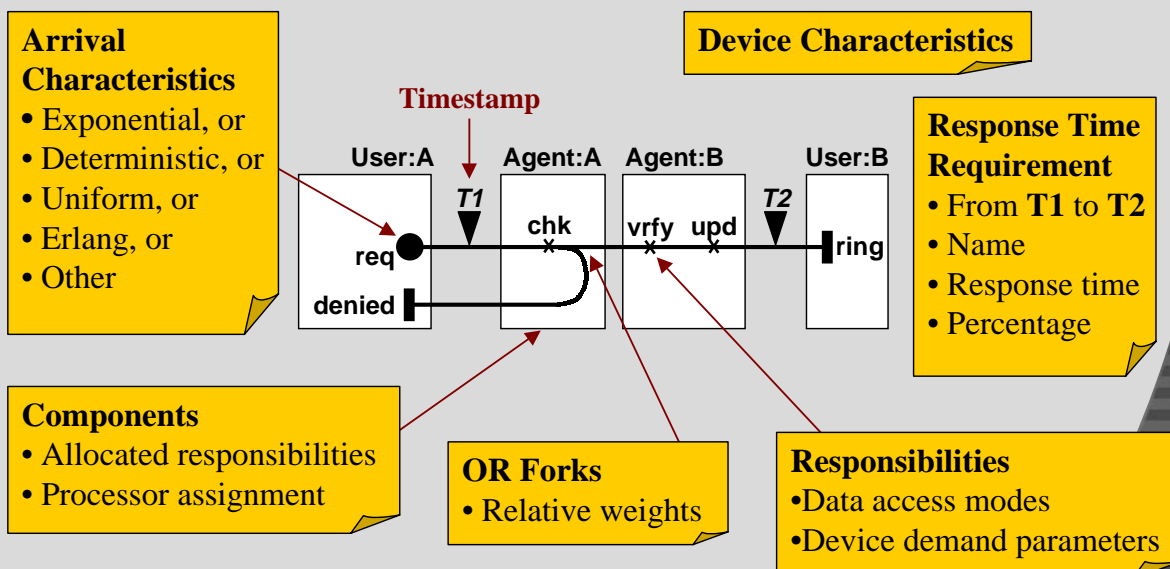 Arrival
Characteristics
• Exponential, or
• Deterministic, or
• Uniform, or
• Erlang, or
• Other
Device Characteristics
Timestamp
User:A
Agent:A
Agent:B
User:B
T1
T2
chk
vrfy
upd
req
ring
denied
Response Time
Requirement
• From T1 to T2
• Name
• Response time
• Percentage
Components
• Allocated responsibilities
• Processor assignment
OR Forks
• Relative weights
Responsibilities
•Data access modes
•Device demand parameters